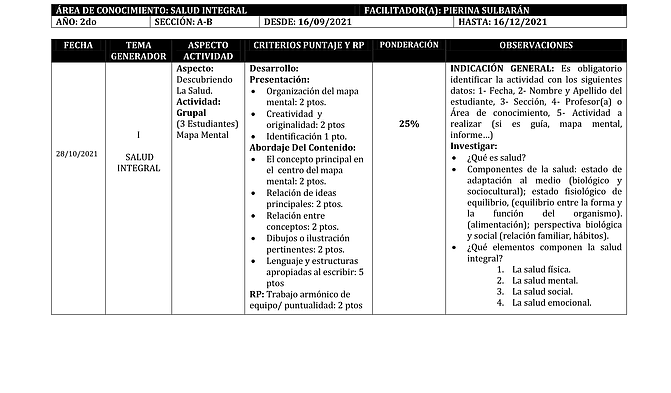 ÁREA DE CONOCIMIENTO: SALUD INTEGRAL FACILITADOR(A): PIERINA SULBARÁN
AÑO: 2do SECCIÓN: A-B DESDE: 16/09/2021 HASTA: 16/12/2021
FECHA
TEMA
GENERADOR
ASPECTO
ACTIVIDAD
CRITERIOS PUNTAJE Y RP
PONDERACIÓN
OBSERVACIONES
28/10/2021
I
SALUD
INTEGRAL
Aspecto:
Descubriendo
La Salud.
Actividad:
Grupal
(3 Estudiantes)
Mapa Mental
Desarrollo:
Presentación:
• Organización del mapa
mental: 2 ptos.
• Creatividad y
originalidad: 2 ptos
• Identificación 1 pto.
Abordaje Del Contenido:
• El concepto principal en
el centro del mapa
mental: 2 ptos.
• Relación de ideas
principales: 2 ptos.
• Relación entre
conceptos: 2 ptos.
• Dibujos o ilustración
pertinentes: 2 ptos.
• Lenguaje y estructuras
apropiadas al escribir: 5
ptos
RP: Trabajo armónico de
equipo/ puntualidad: 2 ptos
25%
INDICACIÓN GENERAL: Es obligatorio
identificar la actividad con los siguientes
datos: 1- Fecha, 2- Nombre y Apellido del
estudiante, 3- Sección, 4- Profesor(a) o
Área de conocimiento, 5- Actividad a
realizar (si es guía, mapa mental,
informe...)
Investigar:
• ¿Qué es salud?
• Componentes de la salud: estado de
adaptación al medio (biológico y
sociocultural); estado fisiológico de
equilibrio, (equilibrio entre la forma y
la función del organismo).
(alimentación); perspectiva biológica
y social (relación familiar, hábitos).
• ¿Qué elementos componen la salud
integral?
1. La salud física.
2. La salud mental.
3. La salud social.
4. La salud emocional.